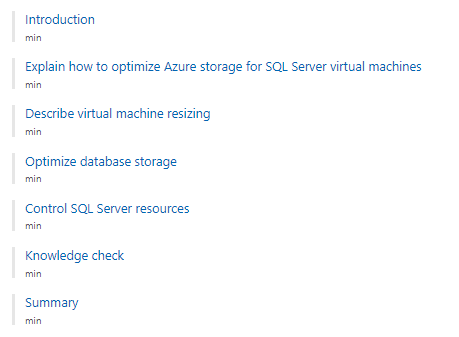 Introduction
min
Explain how to optimize Azure storage for SQL Server virtual machines
min
Describe virtual machine resizing
min
Optimize database storage
min
Control SQL Server resources
min
Knowledge check
min
Summary
min